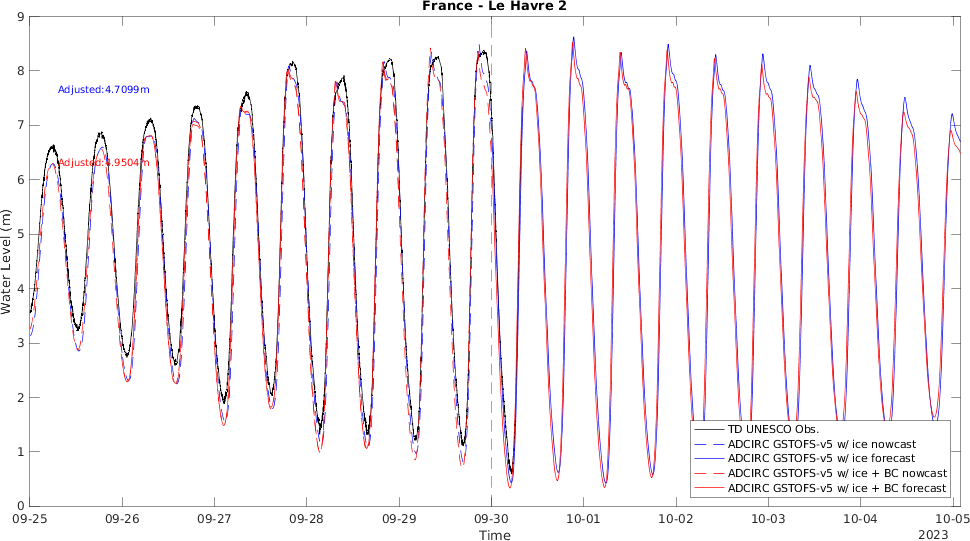 France - Le Havre 2
9
8
7
6
5
4
3
2
1
0
Water Level (m)
Adjusted:4.7099m
Adjusted:4.9504m
TD UNESCO Obs.
ADCIRC GSTOFS-v5 w/ ice nowcast
ADCIRC GSTOFS-v5 w/ ice forecast
ADCIRC GSTOFS-v5 w/ ice + BC nowcast
ADCIRC GSTOFS-v5 w/ ice + BC forecast
09-25 09-26 09-27 09-28 09-29 09-30 10-01 10-02 10-03 10-04 10-05
Time
2023